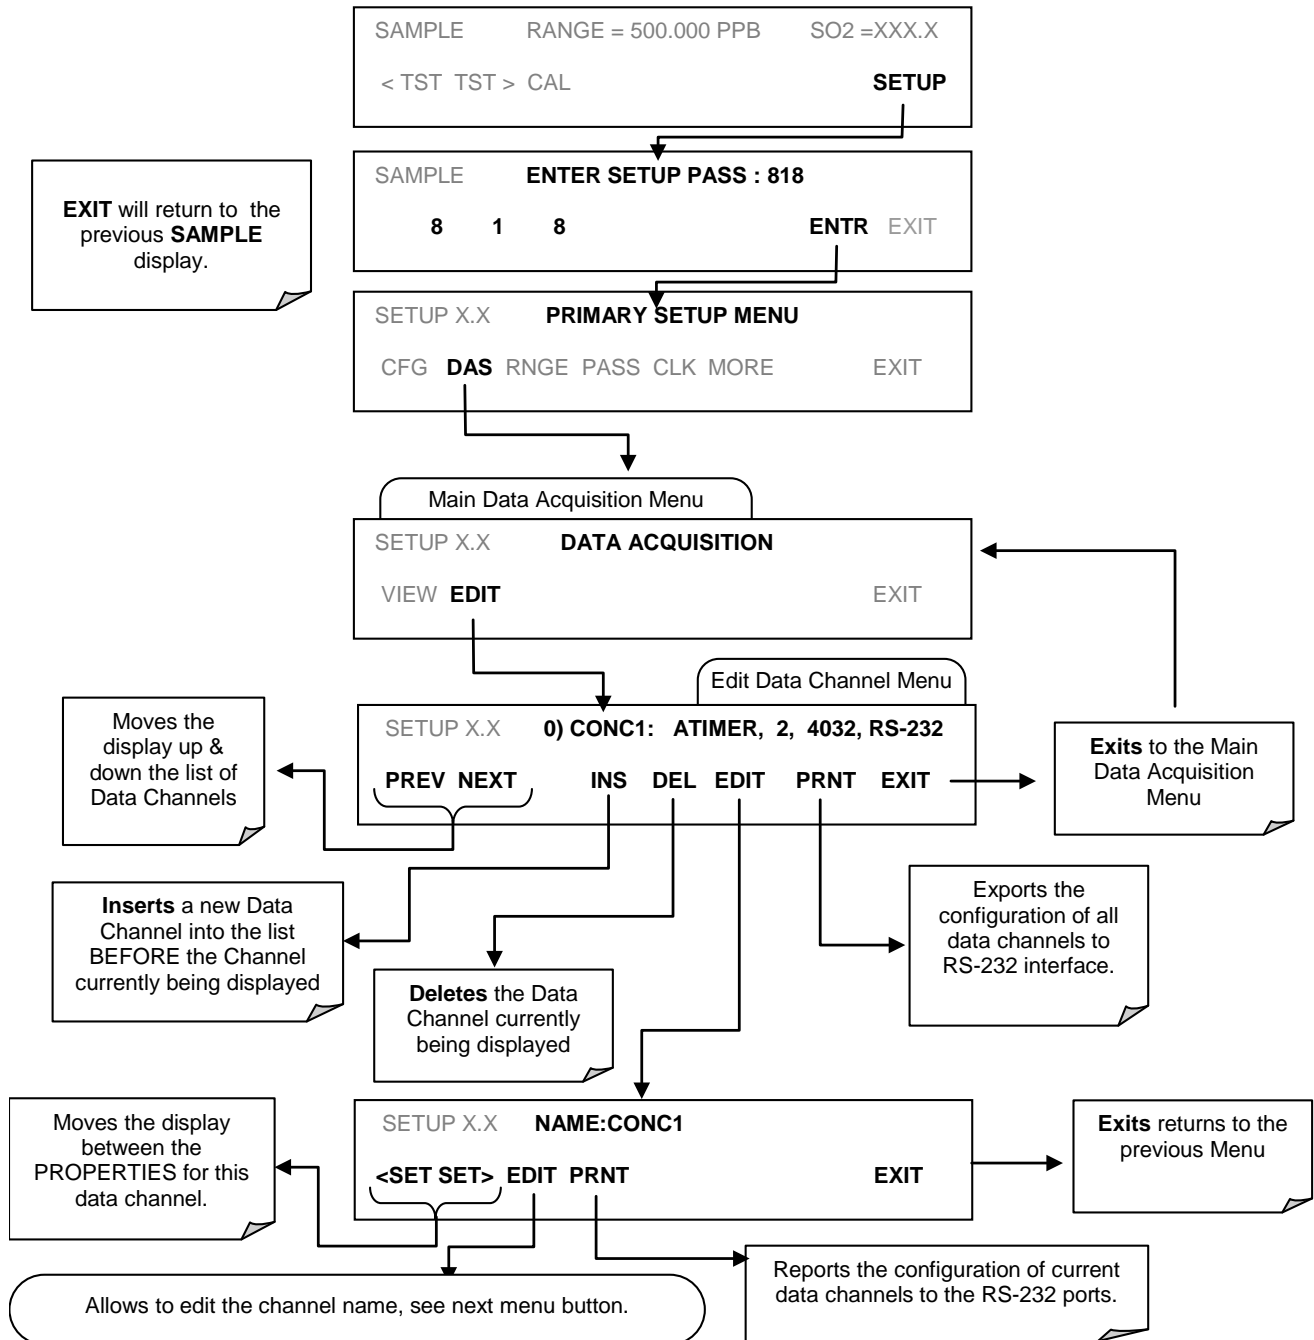 SAMPLE RANGE = 500.000 PPB SO2 =XXX.X
< TST TST > CAL SETUP
SAMPLE ENTER SETUP PASS : 818
8 1 8 ENTR EXIT
EXIT will return to the
previous SAMPLE
display.
SETUP X.X PRIMARY SETUP MENU
CFG DAS RNGE PASS CLK MORE EXIT
Main Data Acquisition Menu
SETUP X.X DATA ACQUISITION
VIEW EDIT EXIT
Edit Data Channel Menu
SETUP X.X 0) CONC1: ATIMER, 2, 4032, RS-232
PREV NEXT INS DEL EDIT PRNT EXIT
Moves the
display up &
down the list of
Data Channels
Exits to the Main
Data Acquisition
Menu
Inserts a new Data
Channel into the list
BEFORE the Channel
currently being displayed
Deletes the Data
Channel currently
being displayed
Exports the
configuration of all
data channels to
RS-232 interface.
Moves the display
between the
PROPERTIES for this
data channel.
SETUP X.X NAME:CONC1
<SET SET> EDIT PRNT EXIT
Exits returns to the
previous Menu
Allows to edit the channel name, see next menu button.
Reports the configuration of current
data channels to the RS-232 ports.